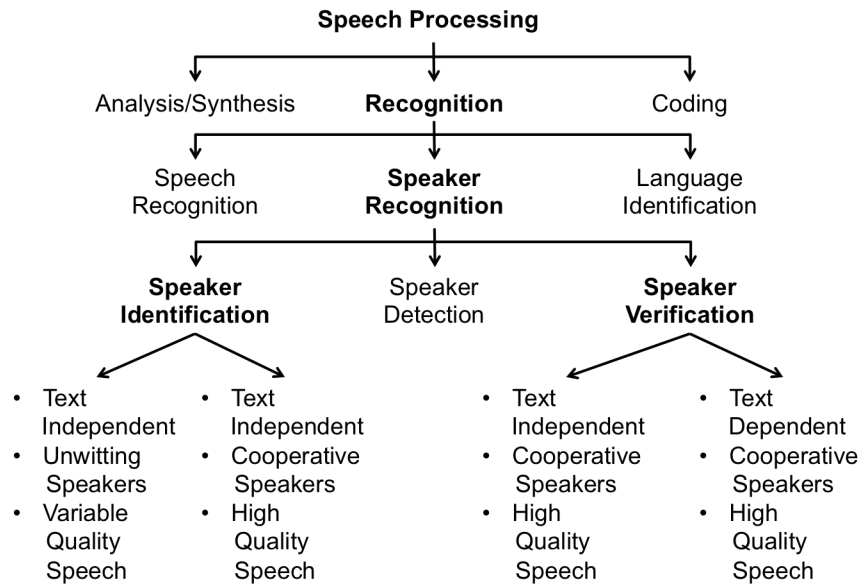 Speech Processing
Analysis/Synthesis
Recognition
Coding
Speech
Recognition
Speaker
Recognition
Language
Identification
Speaker
Identification
Speaker
Detection
Speaker
Verification
• Text
Independent
• Unwitting
Speakers
• Variable
Quality
Speech
• Text
Independent
• Cooperative
Speakers
• High
Quality
Speech
• Text
Independent
• Cooperative
Speakers
• High
Quality
Speech
• Text
Dependent
• Cooperative
Speakers
• High
Quality
Speech